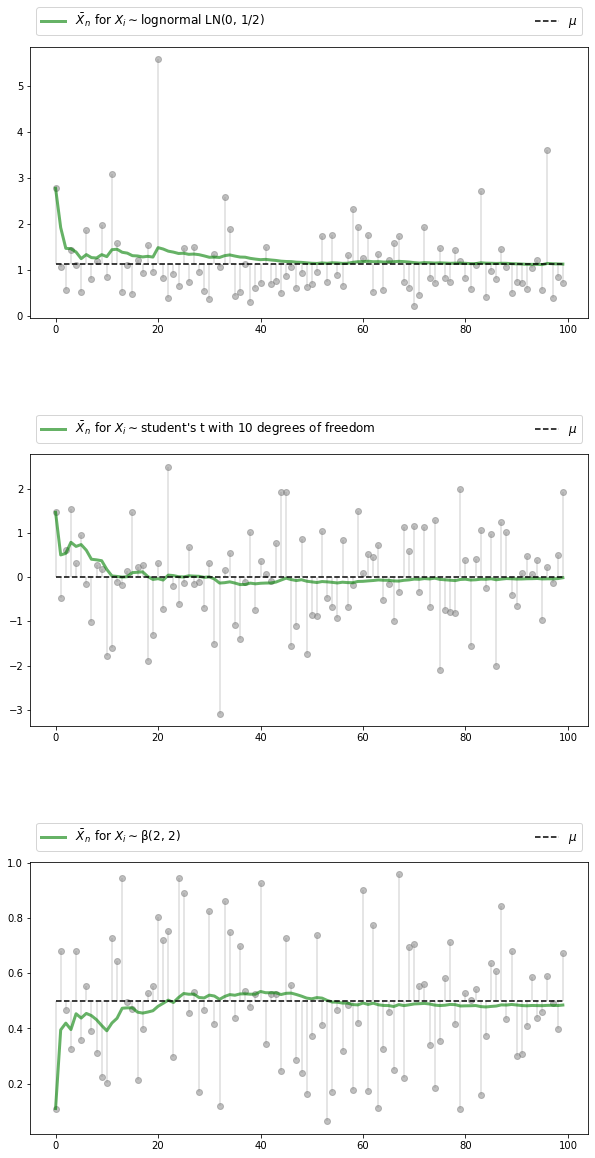 X̄ₙ for Xᵢ ∼ lognormal LN(0, 1/2) μ
5
4
3
2
1
0
0 20 40 60 80 100
X̄ₙ for Xᵢ ∼ student's t with 10 degrees of freedom μ
2
1
0
−1
−2
−3
0 20 40 60 80 100
X̄ₙ for Xᵢ ∼ β(2, 2) μ
1.0
0.8
0.6
0.4
0.2
0 20 40 60 80 100